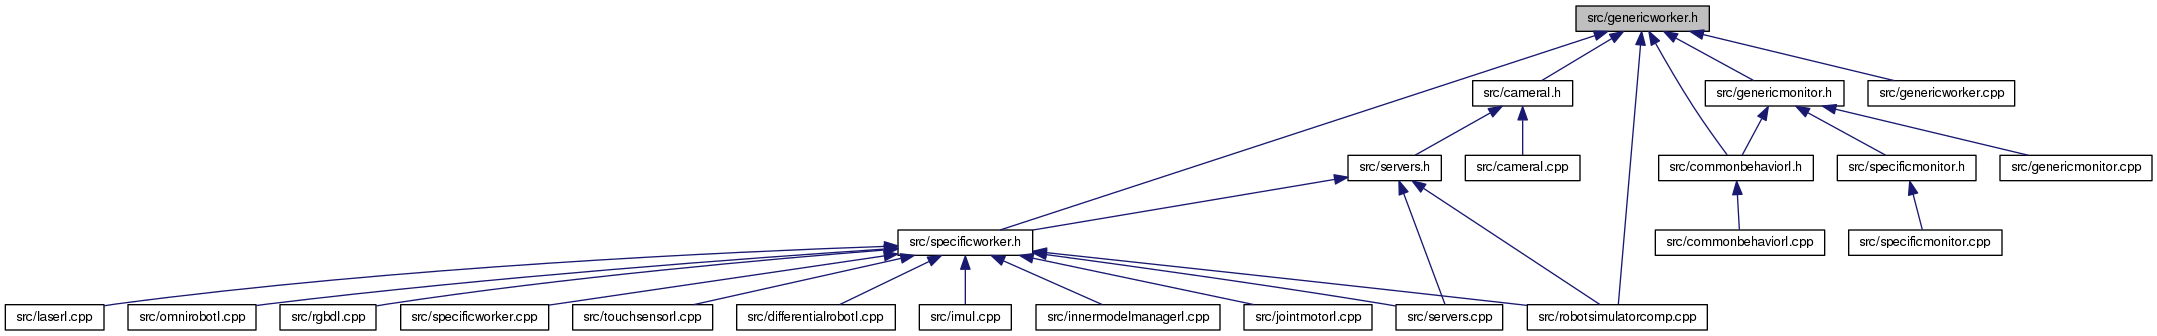 src/genericworker.h
src/cameraI.h
src/genericmonitor.h
src/genericworker.cpp
src/servers.h
src/cameraI.cpp
src/commonbehaviorI.h
src/specificmonitor.h
src/genericmonitor.cpp
src/specificworker.h
src/commonbehaviorI.cpp
src/specificmonitor.cpp
src/laserI.cpp
src/omnirobotI.cpp
src/rgbdI.cpp
src/specificworker.cpp
src/touchsensorI.cpp
src/differentialrobotI.cpp
src/imuI.cpp
src/innermodelmanagerI.cpp
src/jointmotorI.cpp
src/servers.cpp
src/robotsimulatorcomp.cpp